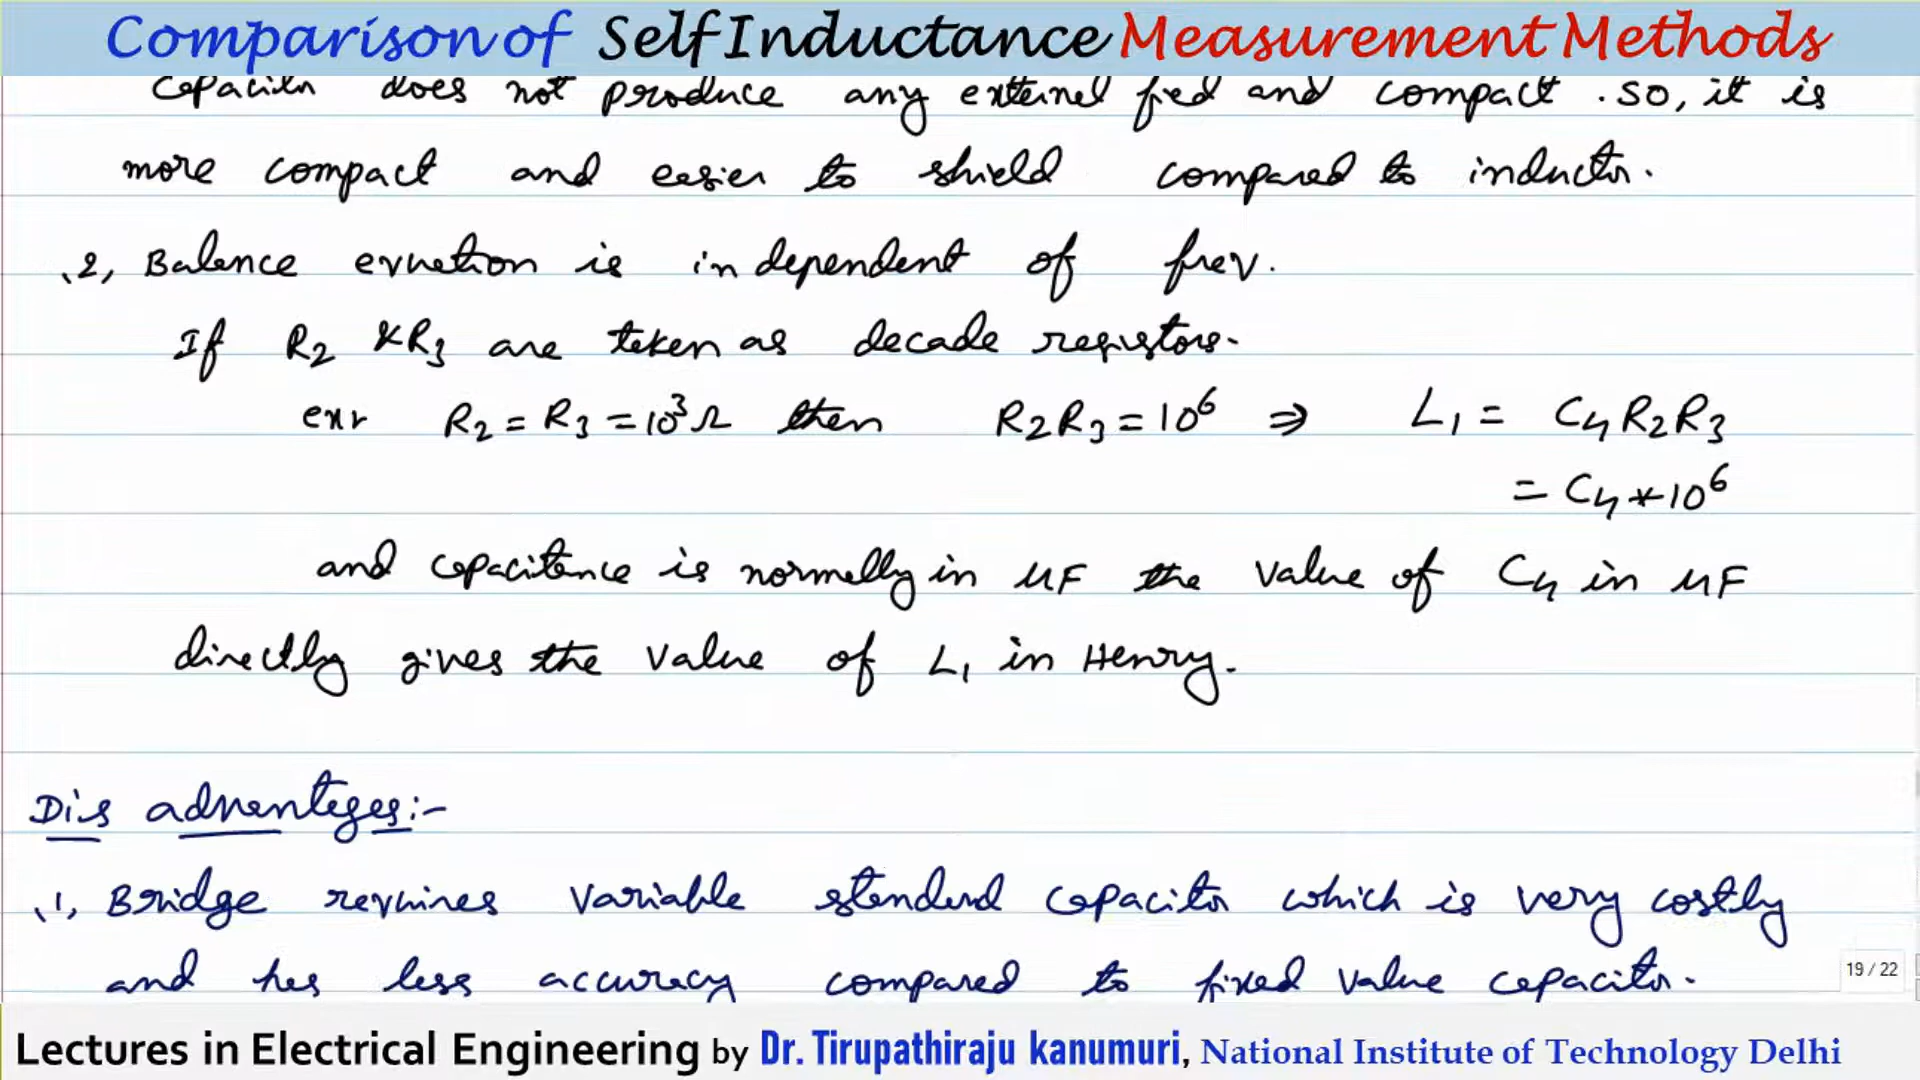 Comparison of Self Inductance Measurement Methods
Capacitor does not produce any external fied and compact. so, it is
more compact and easier to shield compared to inductor.
2, Balance equation is independent of freq.
If R2 & R3 are taken as decade resistors.
ex: R2 = R3 = 10³Ω then R2R3 = 10⁶ ⇒ L1 = C4R2R3
= C4*10⁶
and capacitance is normally in μF the value of C4 in μF
directly gives the value of L1 in Henry.
Dis advantages:-
1, Bridge requires variable standard capacitor which is very costly
and has less accuracy compared to fixed value capacitor.
19 / 22
Lectures in Electrical Engineering by Dr. Tirupathiraju kanumuri, National Institute of Technology Delhi